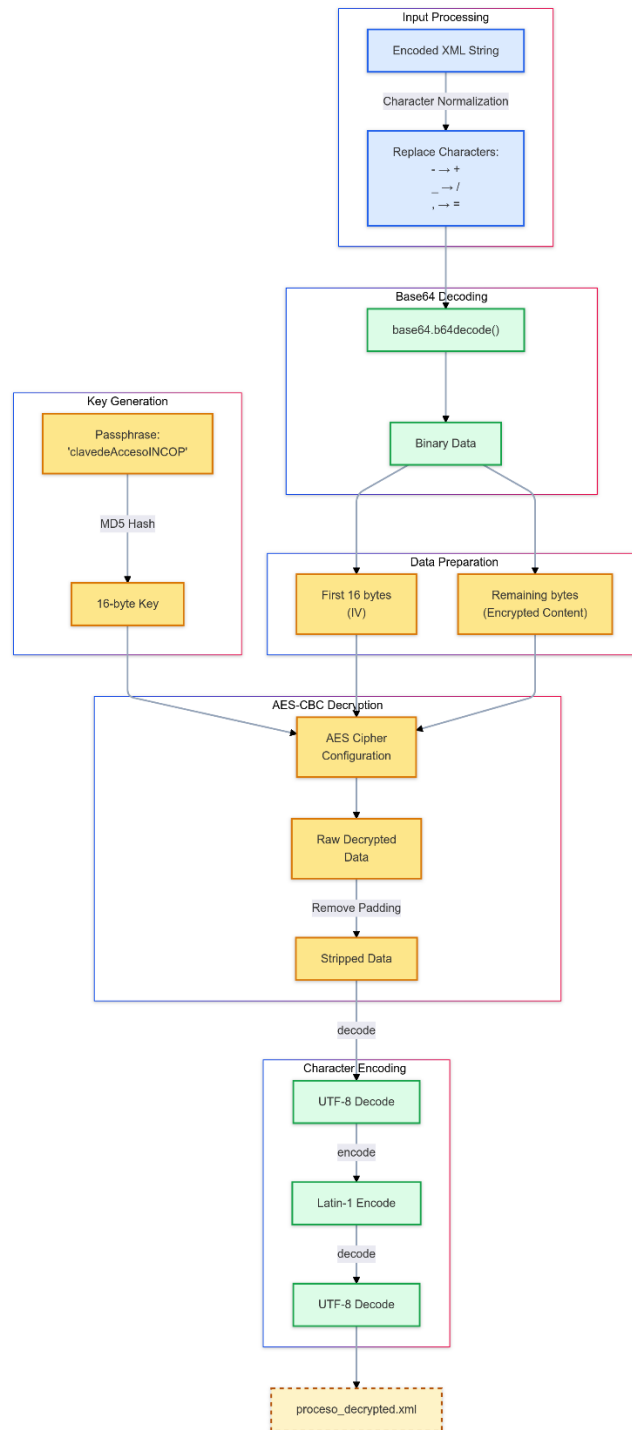 Input Processing
Encoded XML String
Character Normalization
Replace Characters:
- → +
_ → /
, → =
Base64 Decoding
base64.b64decode()
Binary Data
Key Generation
Passphrase:
'clavedeAccesoINCOP'
MD5 Hash
16-byte Key
Data Preparation
First 16 bytes
(IV)
Remaining bytes
(Encrypted Content)
AES-CBC Decryption
AES Cipher
Configuration
Raw Decrypted
Data
Remove Padding
Stripped Data
decode
Character Encoding
UTF-8 Decode
encode
Latin-1 Encode
decode
UTF-8 Decode
proceso_decrypted.xml